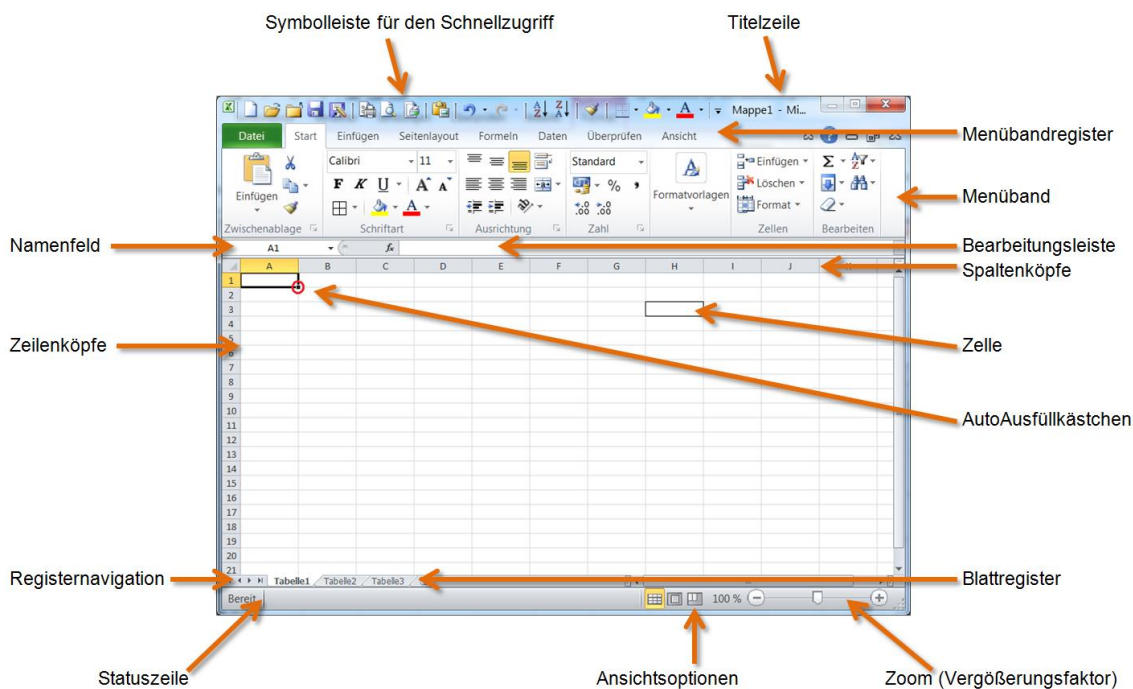 Symbolleiste für den Schnellzugriff
Titelzeile
Mappe1 - Mi...
Datei Start Einfügen Seitenlayout Formeln Daten Überprüfen Ansicht
Menübandregister
Calibri 11 Standard Einfügen
Löschen
Einfügen F K U % Formatvorlagen Format
Menüband
Zwischenablage Schriftart Ausrichtung Zahl Zellen Bearbeiten
Namenfeld
A1 fx
Bearbeitungsleiste
A B C D E F G H I J
Spaltenköpfe
1
2
3
4
Zeilenköpfe
Zelle
7
8
9
10
AutoAusfüllkästchen
11
12
13
14
15
16
17
18
19
20
21
Registernavigation
Tabelle1 Tabelle2 Tabelle3
Blattregister
Bereit
100 %
Statuszeile
Ansichtsoptionen
Zoom (Vergößerungsfaktor)